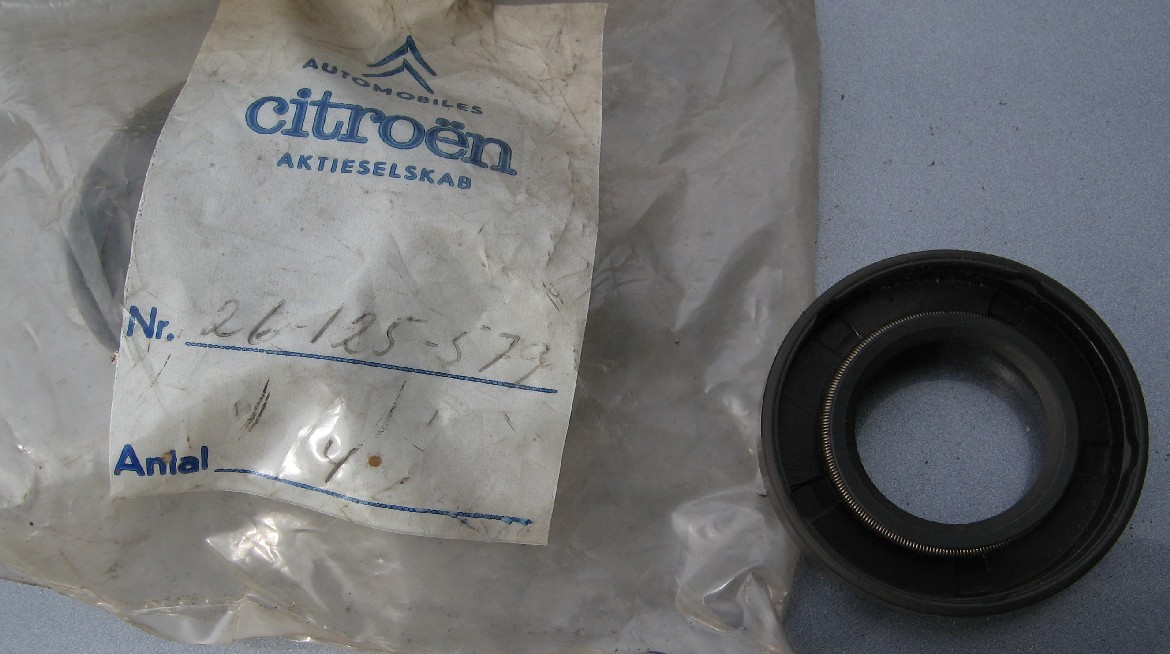 AUTOMOBILES
citroën
AKTIESELSKAB
Nr. 26-125-579
Antal 4